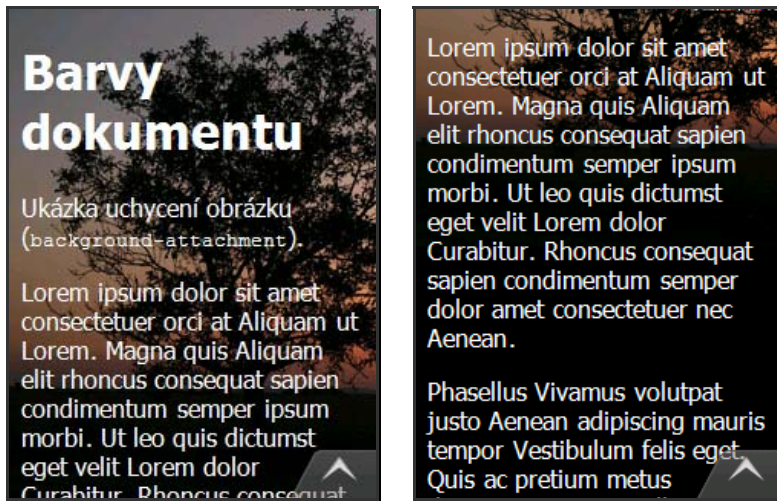 Barvy
dokumentu
Ukázka uchycení obrázku
(background-attachment).
Lorem ipsum dolor sit amet
consectetuer orci at Aliquam ut
Lorem. Magna quis Aliquam
elit rhoncus consequat sapien
condimentum semper ipsum
morbi. Ut leo quis dictumst
eget velit Lorem dolor
Curabitur. Rhoncus consequat
Lorem ipsum dolor sit amet
consectetuer orci at Aliquam ut
Lorem. Magna quis Aliquam
elit rhoncus consequat sapien
condimentum semper ipsum
morbi. Ut leo quis dictumst
eget velit Lorem dolor
Curabitur. Rhoncus consequat
sapien condimentum semper
dolor amet consectetuer nec
Aenean.
Phasellus Vivamus volutpat
justo Aenean adipiscing mauris
tempor Vestibulum felis eget.
Quis ac pretium metus